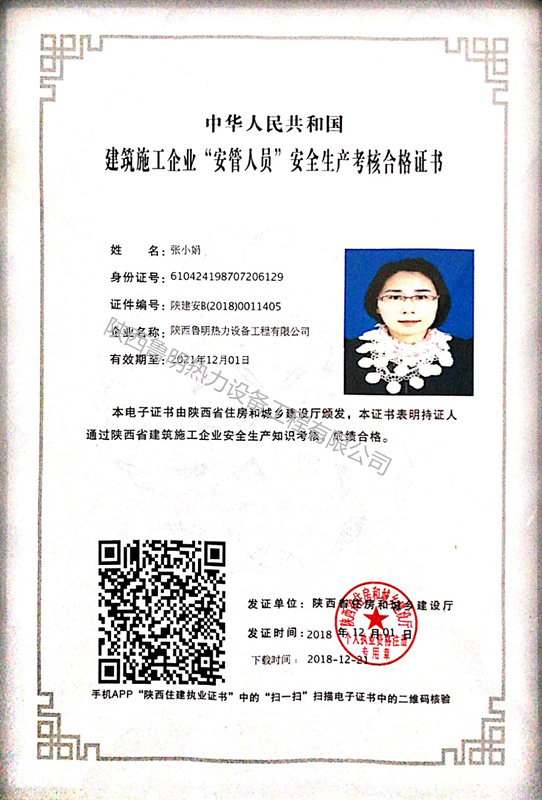 中华人民共和国
建筑施工企业“安管人员”安全生产考核合格证书
姓 名：张小娟
身份证号：610424198707206129
证件编号：陕建安B(2018)0011405
企业名称：陕西鲁明热力设备工程有限公司
有效期至：2021年12月01日
陕西鲁明热力设备工程有限公司
本电子证书由陕西省住房和城乡建设厅颁发，本证书表明持证人
通过陕西省建筑施工企业安全生产知识考核，成绩合格。
发证单位：陕西省住房和城乡建设厅
发证时间：2018 年 12 月 01 日
下载时间：2018-12-21
陕西省住房和城乡建设厅
个人执业资格注册
专用章
手机APP“陕西住建执业证书”中的“扫一扫”扫描电子证书中的二维码核验